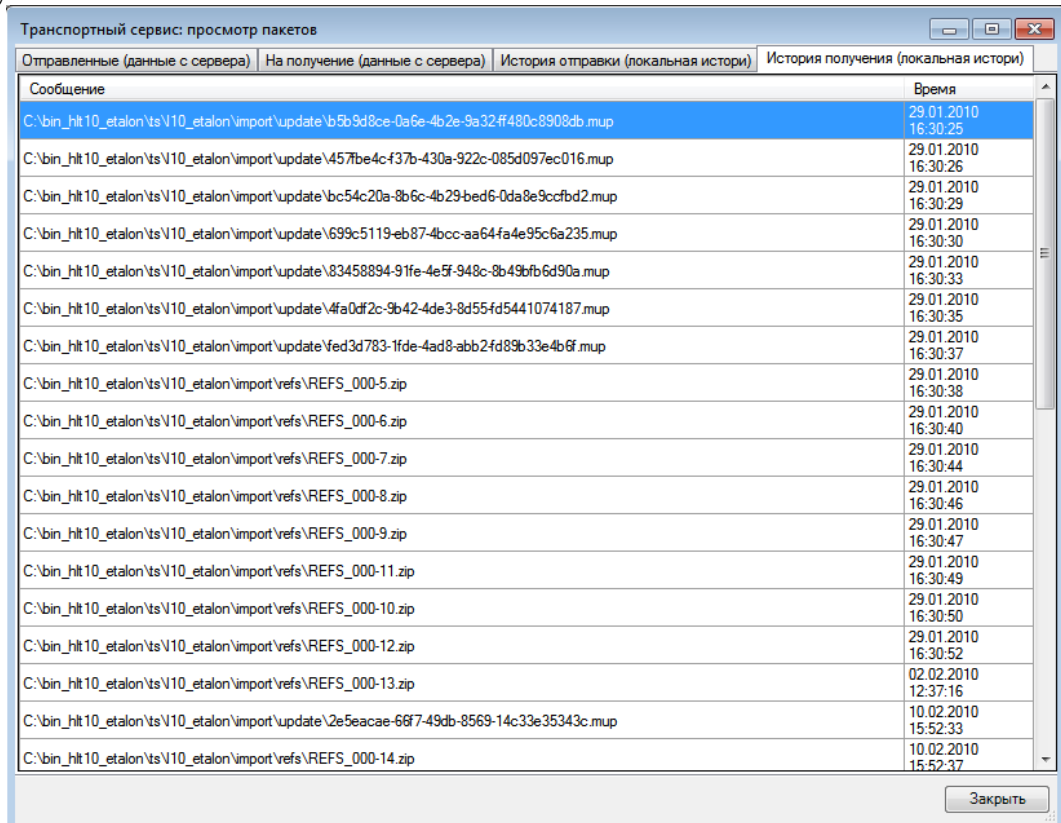 Транспортный сервис: просмотр пакетов
Отправленные (данные с сервера) На получение (данные с сервера) История отправки (локальная истори) История получения (локальная истори)
Сообщение Время
C:\bin_hlt10_etalon\ts\l10_etalon\import\update\b5b9d8ce-0a6e-4b2e-9a32-ff480c8908db.mup 29.01.2010
16:30:25
C:\bin_hlt10_etalon\ts\l10_etalon\import\update\457fbe4c-f37b-430a-922c-085d097ec016.mup 29.01.2010
16:30:26
C:\bin_hlt10_etalon\ts\l10_etalon\import\update\bc54c20a-8b6c-4b29-bed6-0da8e9ccfbd2.mup 29.01.2010
16:30:29
C:\bin_hlt10_etalon\ts\l10_etalon\import\update\699c5119-eb87-4bcc-aa64-fa4e95c6a235.mup 29.01.2010
16:30:30
C:\bin_hlt10_etalon\ts\l10_etalon\import\update\83458894-91fe-4e5f-948c-8b49bfb6d90a.mup 29.01.2010
16:30:33
C:\bin_hlt10_etalon\ts\l10_etalon\import\update\4fa0df2c-9b42-4de3-8d55-fd5441074187.mup 29.01.2010
16:30:35
C:\bin_hlt10_etalon\ts\l10_etalon\import\update\fed3d783-1fde-4ad8-abb2-fd89b33e4b6f.mup 29.01.2010
16:30:37
C:\bin_hlt10_etalon\ts\l10_etalon\import\refs\REFS_000-5.zip 29.01.2010
16:30:38
C:\bin_hlt10_etalon\ts\l10_etalon\import\refs\REFS_000-6.zip 29.01.2010
16:30:40
C:\bin_hlt10_etalon\ts\l10_etalon\import\refs\REFS_000-7.zip 29.01.2010
16:30:44
C:\bin_hlt10_etalon\ts\l10_etalon\import\refs\REFS_000-8.zip 29.01.2010
16:30:46
C:\bin_hlt10_etalon\ts\l10_etalon\import\refs\REFS_000-9.zip 29.01.2010
16:30:47
C:\bin_hlt10_etalon\ts\l10_etalon\import\refs\REFS_000-11.zip 29.01.2010
16:30:49
C:\bin_hlt10_etalon\ts\l10_etalon\import\refs\REFS_000-10.zip 29.01.2010
16:30:50
C:\bin_hlt10_etalon\ts\l10_etalon\import\refs\REFS_000-12.zip 29.01.2010
16:30:52
C:\bin_hlt10_etalon\ts\l10_etalon\import\refs\REFS_000-13.zip 02.02.2010
12:37:16
C:\bin_hlt10_etalon\ts\l10_etalon\import\update\2e5eacae-66f7-49db-8569-14c33e35343c.mup 10.02.2010
15:52:33
C:\bin_hlt10_etalon\ts\l10_etalon\import\refs\REFS_000-14.zip 10.02.2010
15:52:37
Закрыть